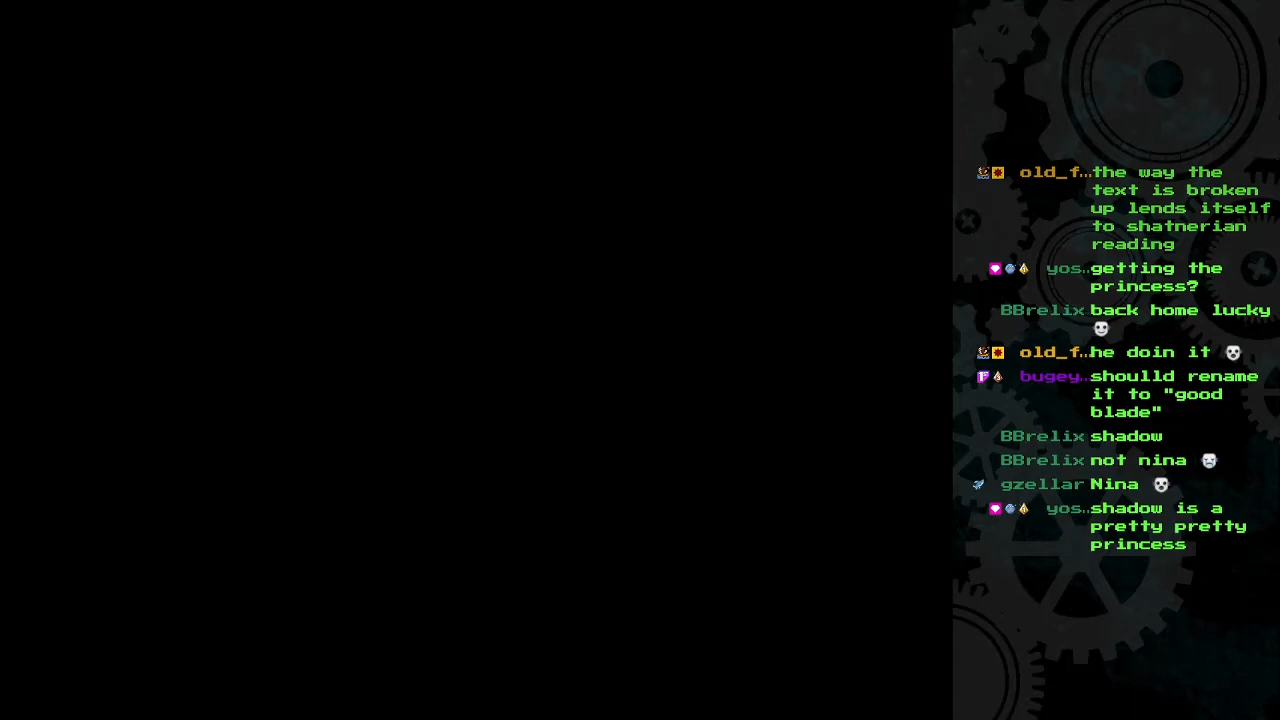 old_f...the way the
text is broken
up lends itself
to shatnerian
reading
yos..getting the
princess?
BBrelix back home lucky
old_f...he doin it
bugey...shoulld rename
it to "good
blade"
BBrelix shadow
BBrelix not nina
gzellar Nina
yos..shadow is a
pretty pretty
princess